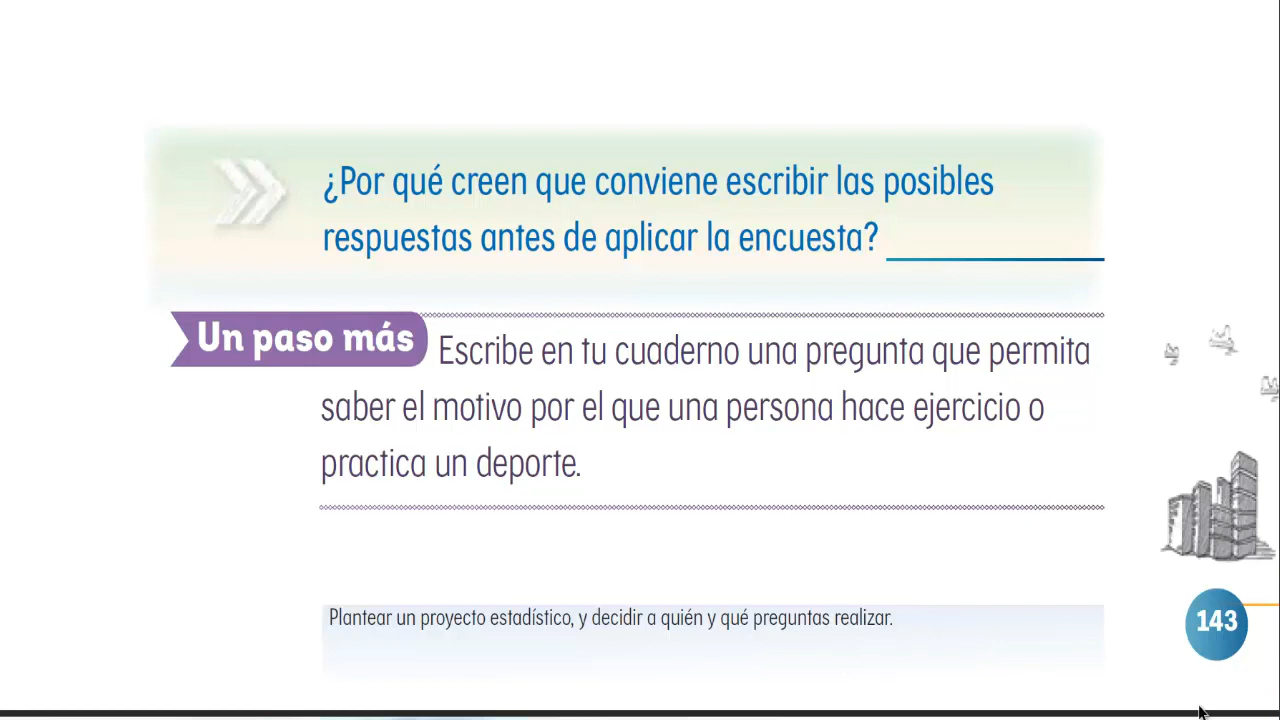 ¿Por qué creen que conviene escribir las posibles
respuestas antes de aplicar la encuesta?
Un paso más Escribe en tu cuaderno una pregunta que permita
saber el motivo por el que una persona hace ejercicio o
practica un deporte.
Plantear un proyecto estadístico, y decidir a quién y qué preguntas realizar.
143